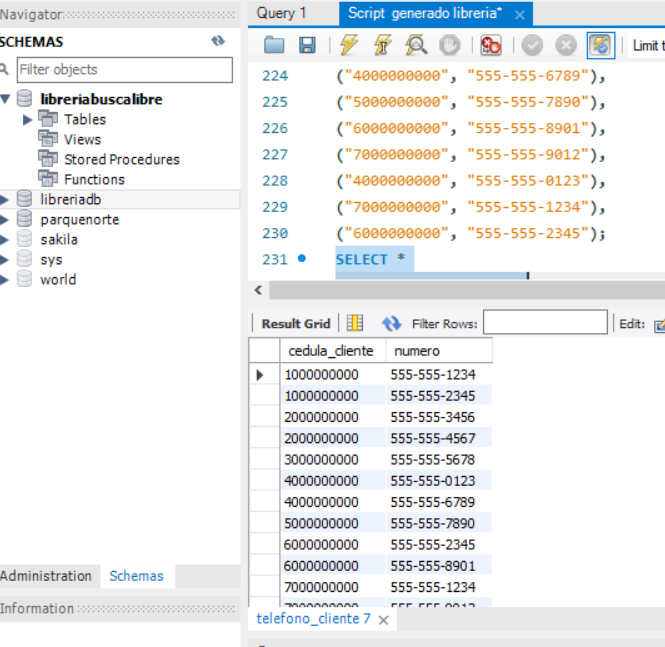 Navigator
SCHEMAS
Filter objects
libreriabuscalibre
Tables
Views
Stored Procedures
Functions
libreriadb
parquenorte
sakila
sys
world
Administration Schemas
Information
Query 1 Script generado libreria*
Limit t
224 ("4000000000", "555-555-6789"),
225 ("5000000000", "555-555-7890"),
226 ("6000000000", "555-555-8901"),
227 ("7000000000", "555-555-9012"),
228 ("4000000000", "555-555-0123"),
229 ("7000000000", "555-555-1234"),
230 ("6000000000", "555-555-2345");
231 SELECT *
Result Grid Filter Rows: Edit:
cedula_cliente numero
1000000000 555-555-1234
1000000000 555-555-2345
2000000000 555-555-3456
2000000000 555-555-4567
3000000000 555-555-5678
4000000000 555-555-0123
4000000000 555-555-6789
5000000000 555-555-7890
6000000000 555-555-2345
6000000000 555-555-8901
7000000000 555-555-1234
7000000000 555-555-9012
telefono_cliente 7